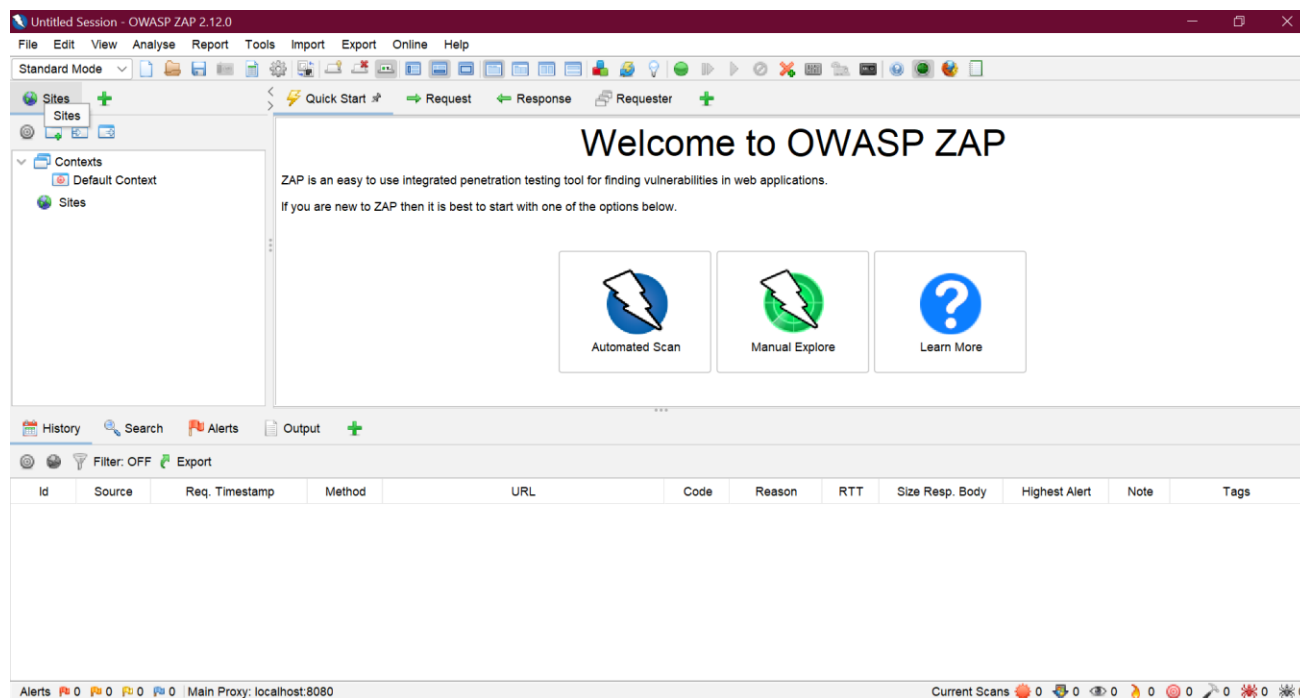 Untitled Session - OWASP ZAP 2.12.0
File Edit View Analyse Report Tools Import Export Online Help
Standard Mode
Sites
Quick Start
Request
Response
Requester
Sites
Contexts
Default Context
Sites
Welcome to OWASP ZAP
ZAP is an easy to use integrated penetration testing tool for finding vulnerabilities in web applications.
If you are new to ZAP then it is best to start with one of the options below.
Automated Scan
Manual Explore
Learn More
History Search Alerts Output
Filter: OFF Export
Id Source Req. Timestamp Method URL Code Reason RTT Size Resp. Body Highest Alert Note Tags
Alerts 0 0 0 0 Main Proxy: localhost:8080 Current Scans 0 0 0 0 0 0 0